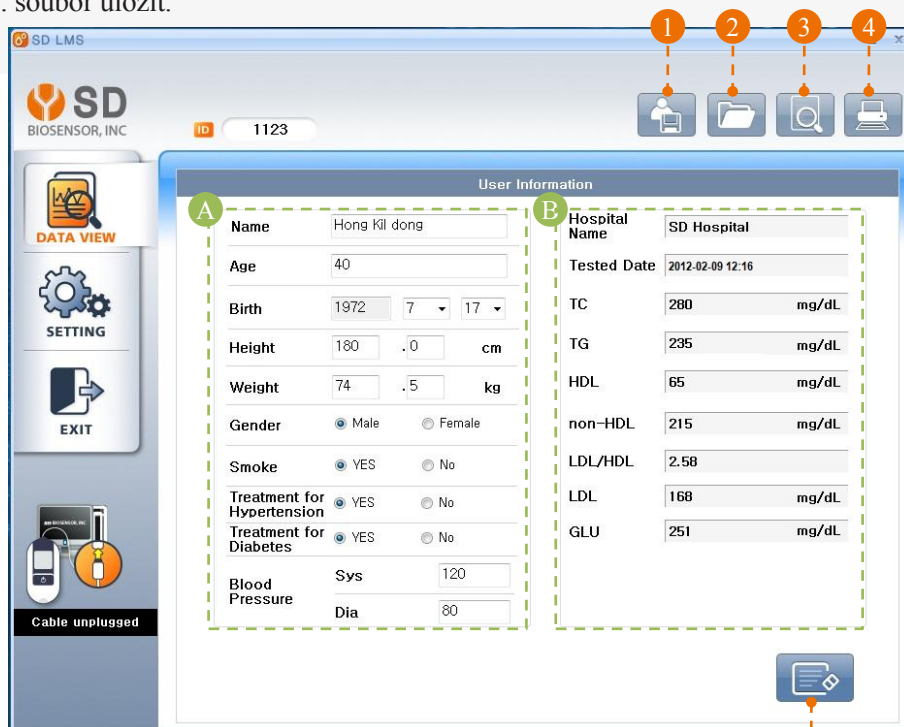 . soubor uložit.
1 2 3 4
SD LMS
SD
BIOSENSOR, INC
ID 1123
User Information
A
B
DATA VIEW
SETTING
EXIT
Cable unplugged
Name Hong Kil dong
Age 40
Birth 1972 7 17
Height 180 .0 cm
Weight 74 .5 kg
Gender Male Female
Smoke YES No
Treatment for
Hypertension YES No
Treatment for
Diabetes YES No
Blood
Pressure
Sys 120
Dia 80
Hospital
Name SD Hospital
Tested Date 2012-02-09 12:16
TC 280 mg/dL
TG 235 mg/dL
HDL 65 mg/dL
non-HDL 215 mg/dL
LDL/HDL 2.58
LDL 168 mg/dL
GLU 251 mg/dL